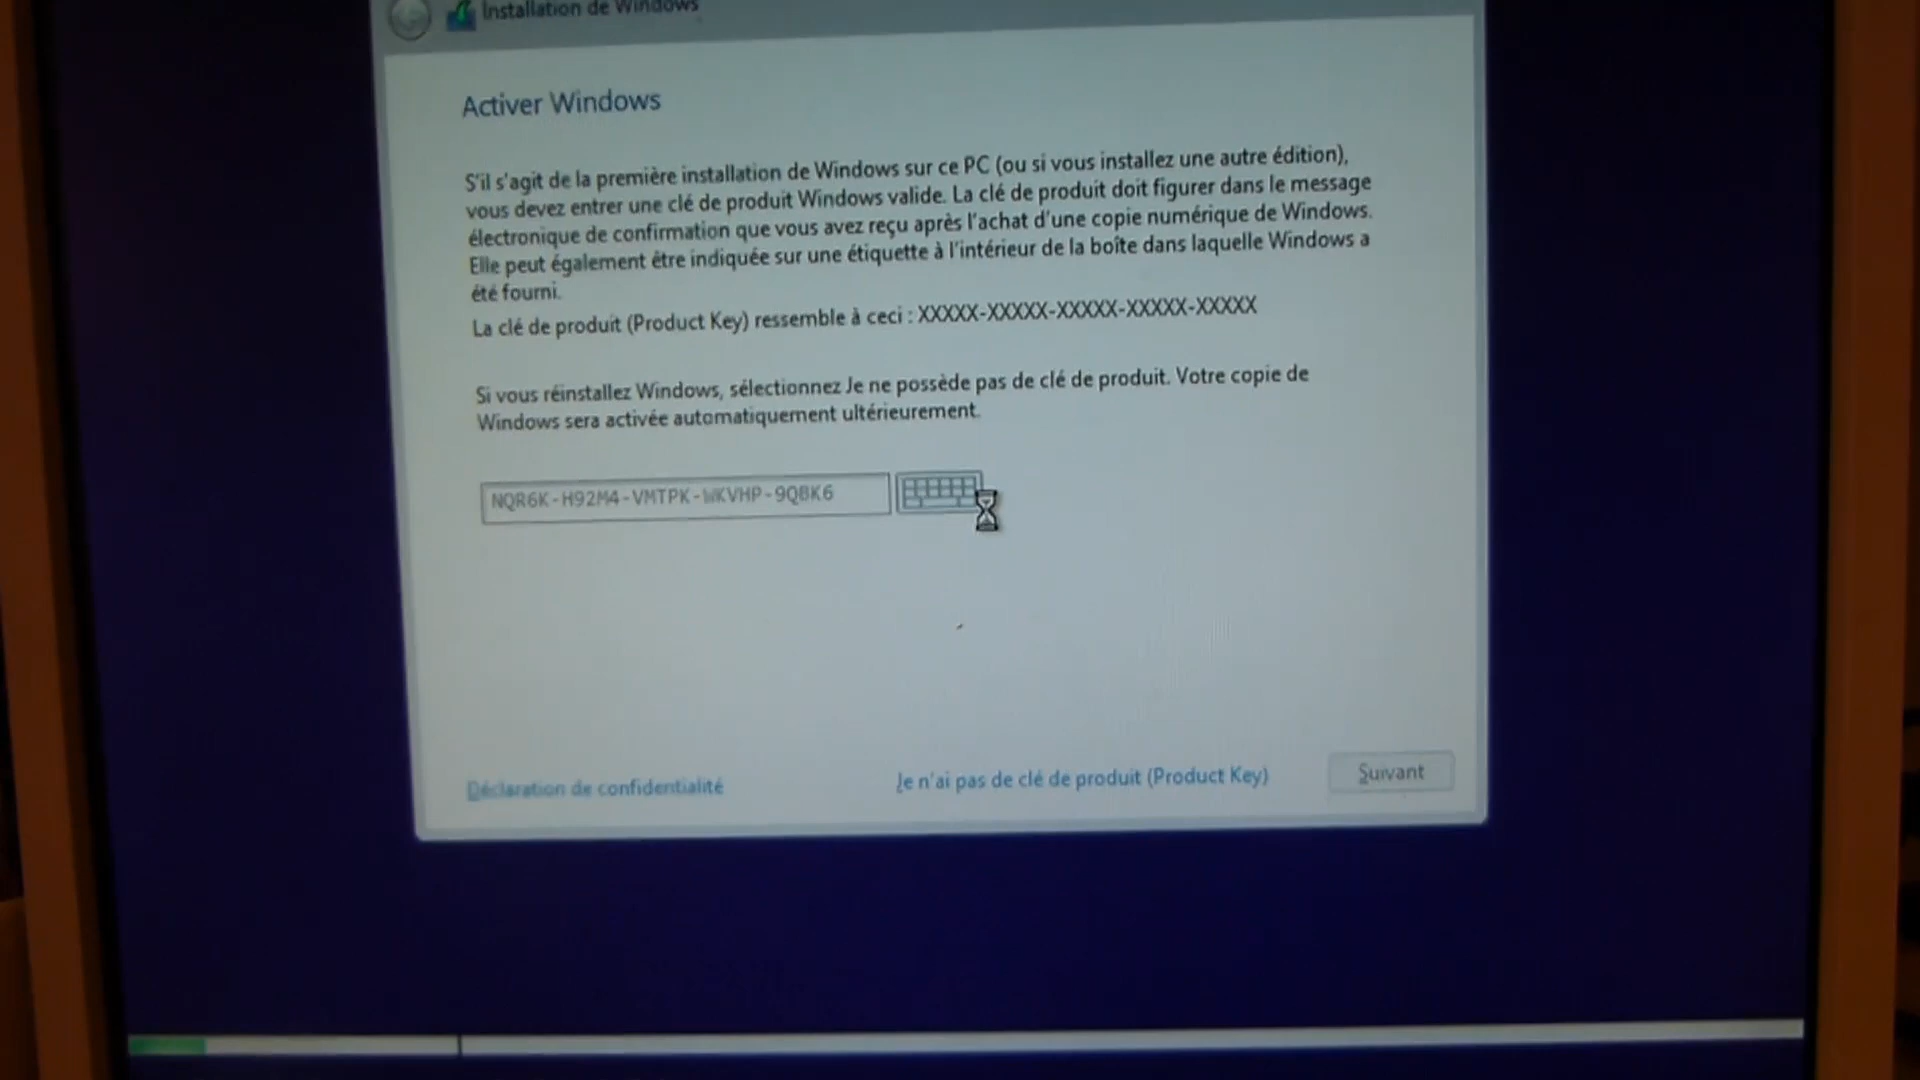 Installation de Windows
Activer Windows
S'il s'agit de la première installation de Windows sur ce PC (ou si vous installez une autre édition),
vous devez entrer une clé de produit Windows valide. La clé de produit doit figurer dans le message
électronique de confirmation que vous avez reçu après l'achat d'une copie numérique de Windows.
Elle peut également être indiquée sur une étiquette à l'intérieur de la boîte dans laquelle Windows a
été fourni.
La clé de produit (Product Key) ressemble à ceci : XXXXX-XXXXX-XXXXX-XXXXX-XXXXX
Si vous réinstallez Windows, sélectionnez Je ne possède pas de clé de produit. Votre copie de
Windows sera activée automatiquement ultérieurement.
Déclaration de confidentialité
Je n'ai pas de clé de produit (Product Key)
Suivant